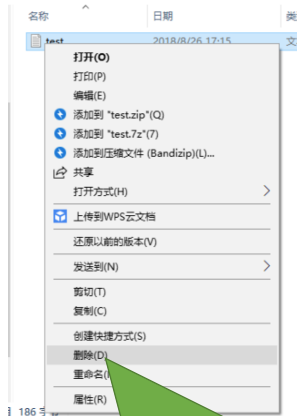 名称 日期
test 2018/8/26 17:15 文
打开(O)
打印(P)
编辑(E)
添加到 "test.zip"(Q)
添加到 "test.7z"(7)
添加到压缩文件 (Bandizip)(L)...
共享
打开方式(H)
上传到WPS云文档
还原以前的版本(V)
发送到(N)
剪切(T)
复制(C)
创建快捷方式(S)
删除(D)
重命名(
属性(R)
186